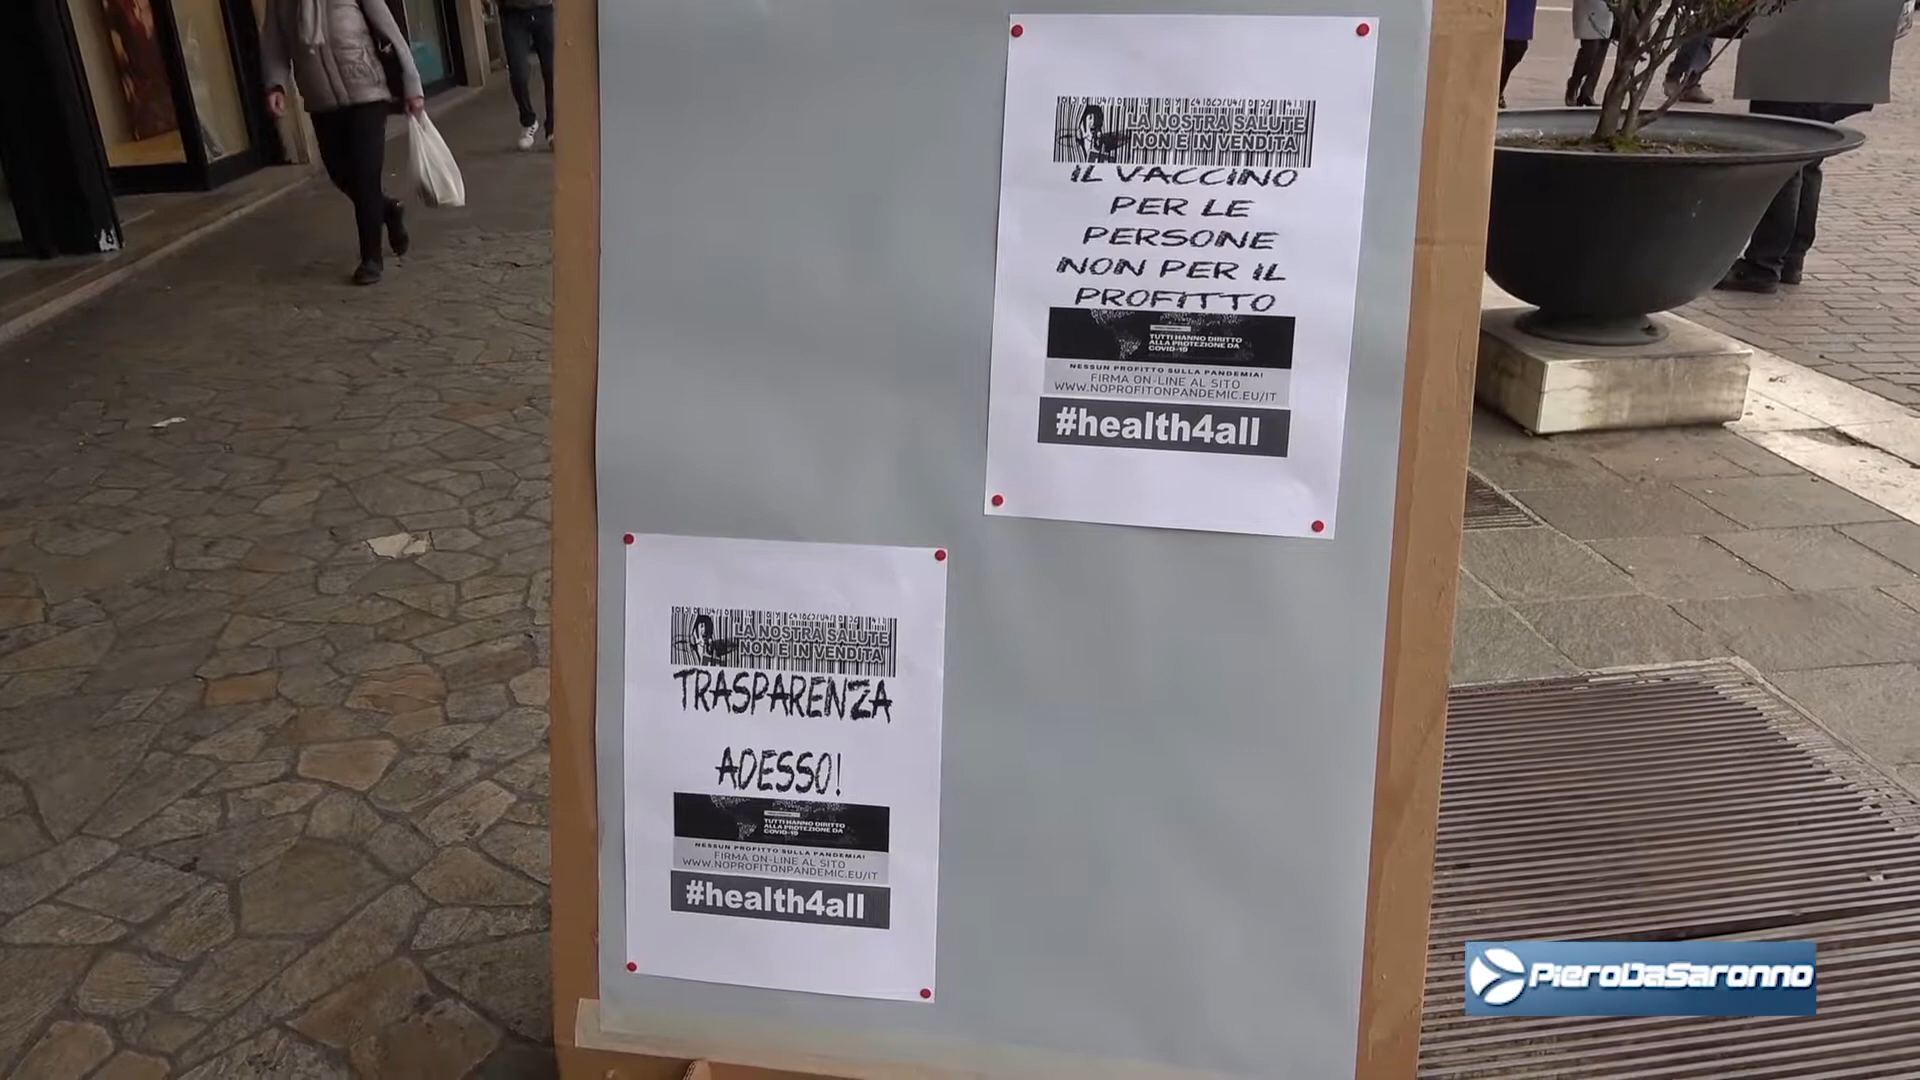 LA NOSTRA SALUTE
NON È IN VENDITA
IL VACCINO
PER LE
PERSONE
NON PER IL
PROFITTO
TUTTI HANNO DIRITTO
ALLA PROTEZIONE DA
COVID-19
NESSUN PROFITTO SULLA PANDEMIA!
FIRMA ON-LINE AL SITO
WWW.NOPROFITONPANDEMIC.EU/IT
#health4all
LA NOSTRA SALUTE
NON È IN VENDITA
TRASPARENZA
ADESSO!
TUTTI HANNO DIRITTO
ALLA PROTEZIONE DA
COVID-19
NESSUN PROFITTO SULLA PANDEMIA!
FIRMA ON-LINE AL SITO
WWW.NOPROFITONPANDEMIC.EU/IT
#health4all
PieroDaSaronno